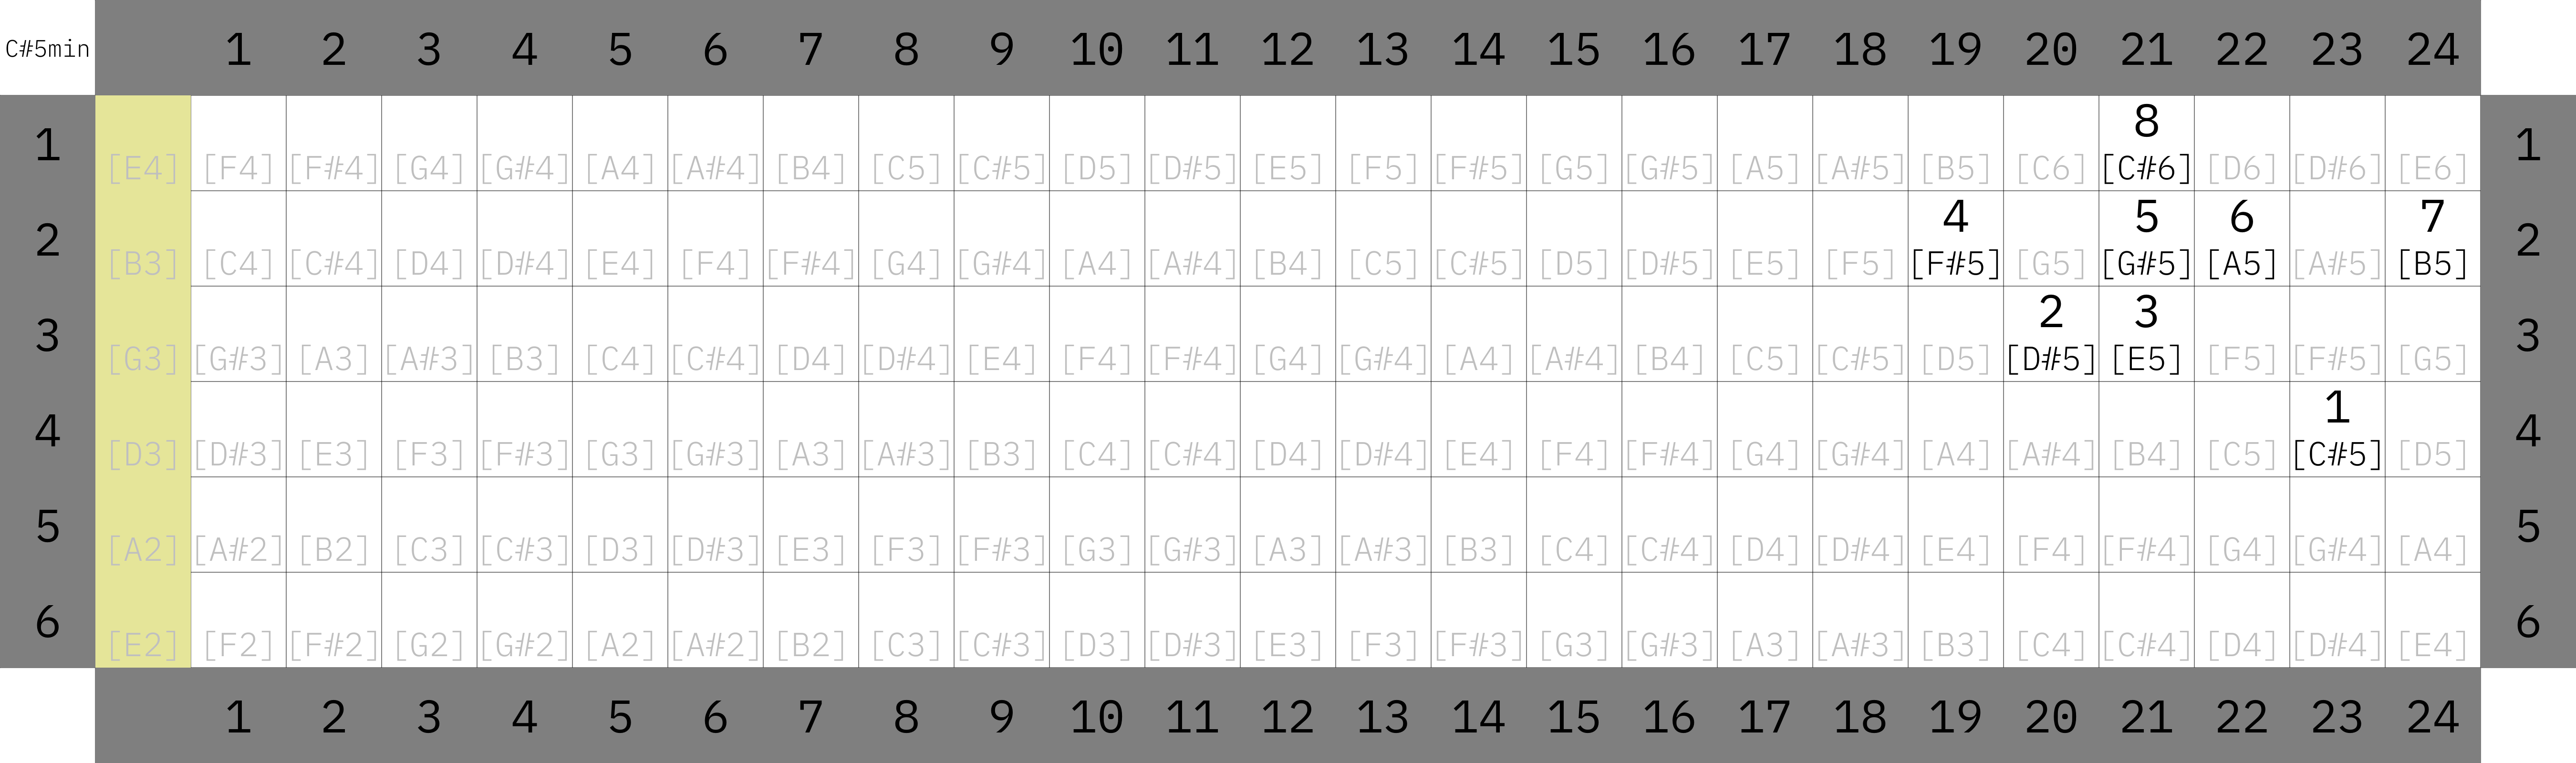 C#5min 1 2 3 4 5 6 7 8 9 10 11 12 13 14 15 16 17 18 19 20 21 22 23 24
8
1 [E4] [F4] [F#4] [G4] [G#4] [A4] [A#4] [B4] [C5] [C#5] [D5] [D#5] [E5] [F5] [F#5] [G5] [G#5] [A5] [A#5] [B5] [C6] [C#6] [D6] [D#6] [E6] 1
4 5 6 7
2 [B3] [C4] [C#4] [D4] [D#4] [E4] [F4] [F#4] [G4] [G#4] [A4] [A#4] [B4] [C5] [C#5] [D5] [D#5] [E5] [F5] [F#5] [G5] [G#5] [A5] [A#5] [B5] 2
2 3
3 [G3] [G#3] [A3] [A#3] [B3] [C4] [C#4] [D4] [D#4] [E4] [F4] [F#4] [G4] [G#4] [A4] [A#4] [B4] [C5] [C#5] [D5] [D#5] [E5] [F5] [F#5] [G5] 3
1
4 [D3] [D#3] [E3] [F3] [F#3] [G3] [G#3] [A3] [A#3] [B3] [C4] [C#4] [D4] [D#4] [E4] [F4] [F#4] [G4] [G#4] [A4] [A#4] [B4] [C5] [C#5] [D5] 4
5 [A2] [A#2] [B2] [C3] [C#3] [D3] [D#3] [E3] [F3] [F#3] [G3] [G#3] [A3] [A#3] [B3] [C4] [C#4] [D4] [D#4] [E4] [F4] [F#4] [G4] [G#4] [A4] 5
6 [E2] [F2] [F#2] [G2] [G#2] [A2] [A#2] [B2] [C3] [C#3] [D3] [D#3] [E3] [F3] [F#3] [G3] [G#3] [A3] [A#3] [B3] [C4] [C#4] [D4] [D#4] [E4] 6
1 2 3 4 5 6 7 8 9 10 11 12 13 14 15 16 17 18 19 20 21 22 23 24